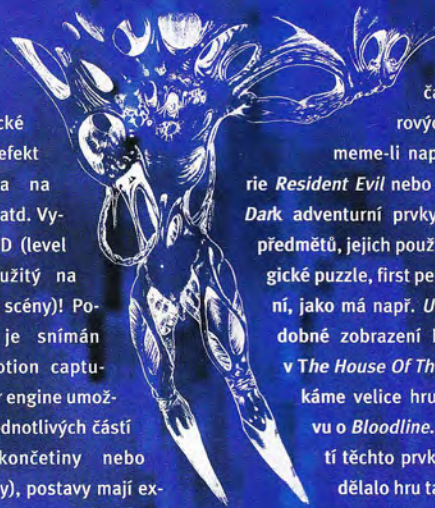 cké
efekt
a na
atd. Vy-
D (level
užitý na
scény)! Po-
je snímán
otion captu-
r engine umož-
dnotlivých částí
končetiny nebo
y), postavy mají ex-
ča
rovýc
meme-li nap
rie Resident Evil nebo
Dark adventurní prvky
předmětů, jejich použ
gické puzzle, first pe
ní, jako má např. U
dobné zobrazení
v The House Of Th
káme velice hru
vu o Bloodline.
tí těchto prvk
dělalo hru ta